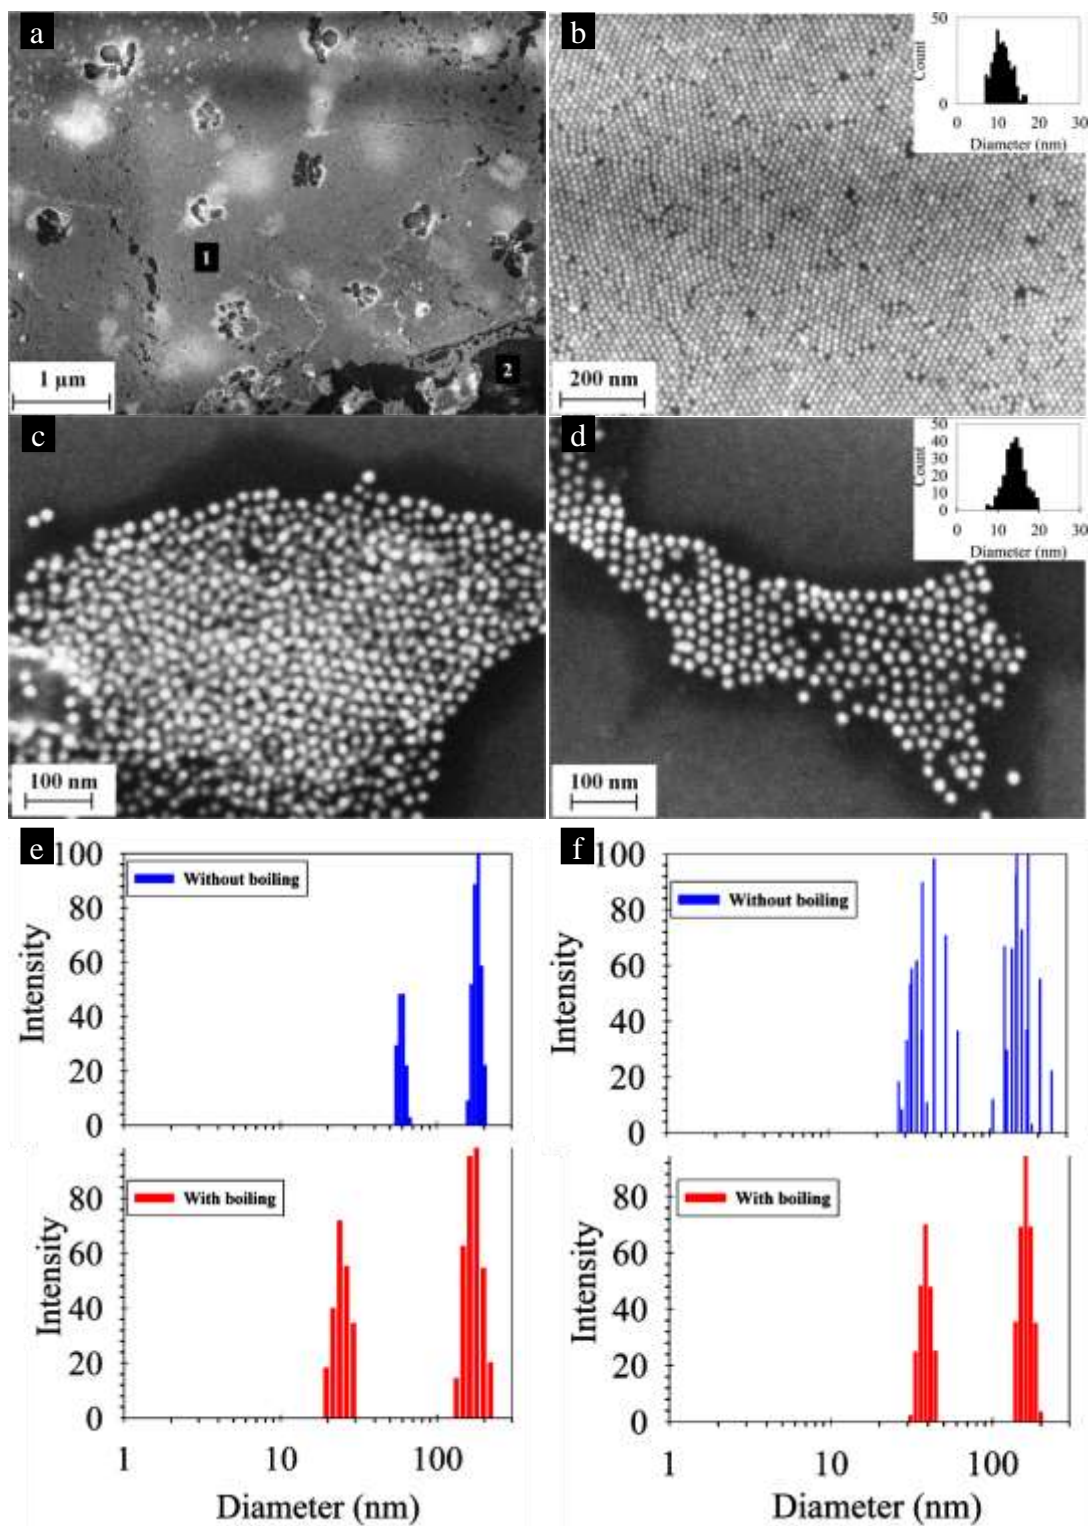 a
1
2
1 μm
b
50
Count
0
0 10 20 30
Diameter (nm)
200 nm
c
100 nm
d
50
40
30
20
10
0
Count
0 10 20 30
Diameter (nm)
100 nm
e
100
80
60
40
20
0
Intensity
Without boiling
80
60
40
20
0
Intensity
With boiling
1 10 100
Diameter (nm)
f
100
80
60
40
20
0
Intensity
Without boiling
80
60
40
20
0
Intensity
With boiling
1 10 100
Diameter (nm)